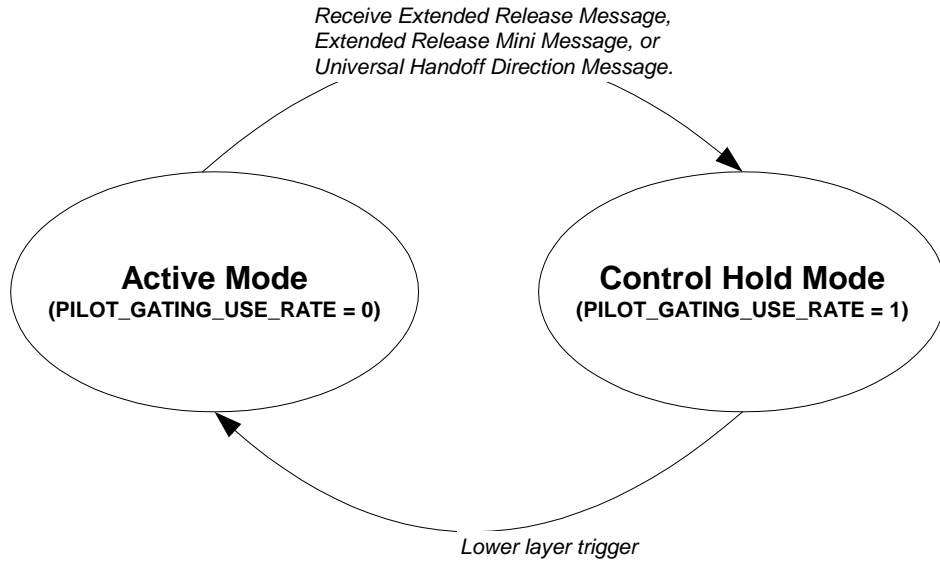 Receive Extended Release Message,
Extended Release Mini Message, or
Universal Handoff Direction Message.
Active Mode
(PILOT_GATING_USE_RATE = 0)
Control Hold Mode
(PILOT_GATING_USE_RATE = 1)
Lower layer trigger